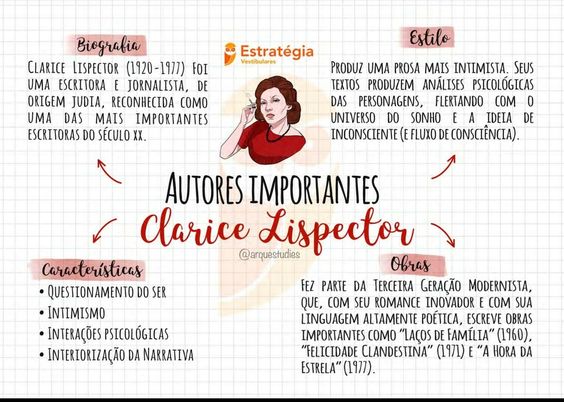 Biografia
CLARICE LISPECTOR (1920-1977) FOI
UMA ESCRITORA E JORNALISTA, DE
ORIGEM JUDIA, RECONHECIDA COMO
UMA DAS MAIS IMPORTANTES
ESCRITORAS DO SÉCULO XX.
Estratégia
Vestibulares
Estilo
PRODUZ UMA PROSA MAIS INTIMISTA. SEUS
TEXTOS PRODUZEM ANÁLISES PSICOLÓGICAS
DAS PERSONAGENS, FLERTANDO COM O
UNIVERSO DO SONHO E A IDEIA DE
INCONSCIENTE (E FLUXO DE CONSCIÊNCIA).
AUTORES IMPORTANTES
Clarice Lispector
@arquestudies
Características
• QUESTIONAMENTO DO SER
• INTIMISMO
• INTERAÇÕES PSICOLÓGICAS
• INTERIORIZAÇÃO DA NARRATIVA
Obras
FEZ PARTE DA TERCEIRA GERAÇÃO MODERNISTA,
QUE, COM SEU ROMANCE INOVADOR E COM SUA
LINGUAGEM ALTAMENTE POÉTICA, ESCREVE OBRAS
IMPORTANTES COMO "LAÇOS DE FAMÍLIA" (1960),
"FELICIDADE CLANDESTINA" (1971) E "A HORA DA
ESTRELA" (1977).